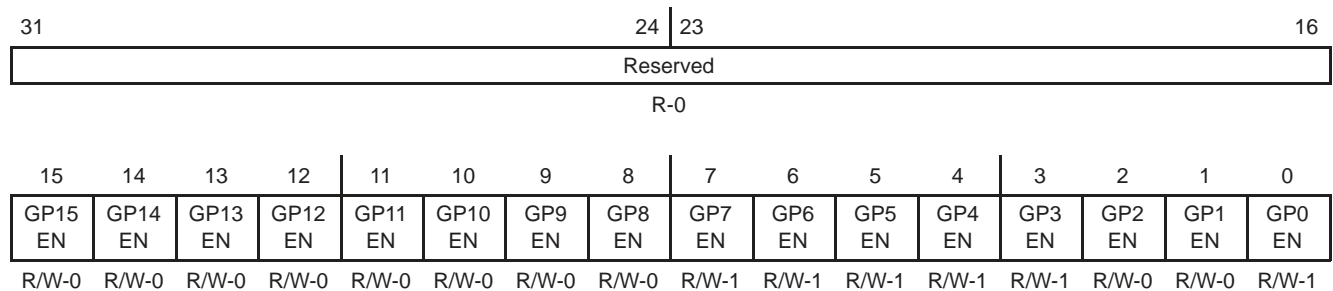 31 24 23 16
Reserved
R-0
15 14 13 12 11 10 9 8 7 6 5 4 3 2 1 0
GP15 GP14 GP13 GP12 GP11 GP10 GP9 GP8 GP7 GP6 GP5 GP4 GP3 GP2 GP1 GP0
EN EN EN EN EN EN EN EN EN EN EN EN EN EN EN EN
R/W-0 R/W-0 R/W-0 R/W-0 R/W-0 R/W-0 R/W-0 R/W-0 R/W-1 R/W-1 R/W-1 R/W-1 R/W-1 R/W-0 R/W-0 R/W-1